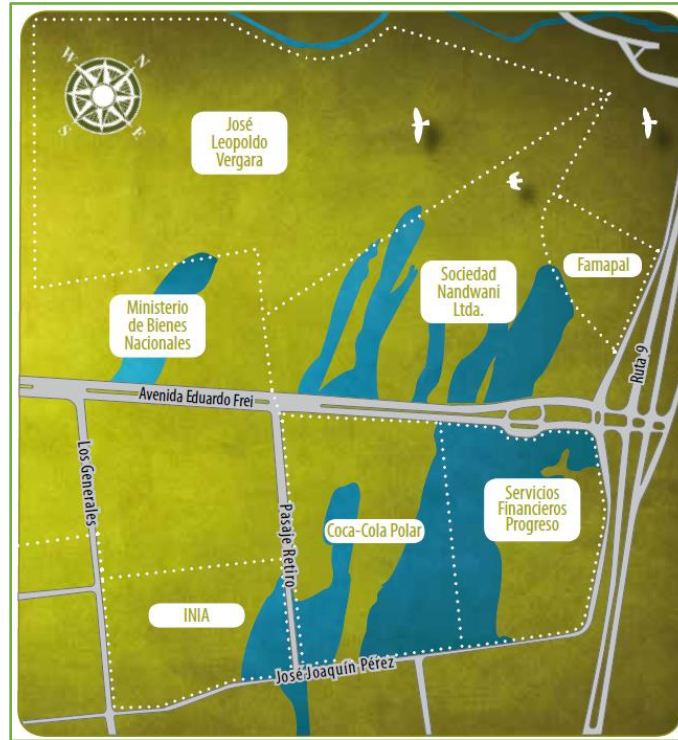 W
N
S
E
José
Leopoldo
Vergara
Sociedad
Nandwani
Ltda.
Famapal
Ministerio
de Bienes
Nacionales
Ruta 9
Avenida Eduardo Frei
Los Generales
Pasaje Retiro
Coca-Cola Polar
Servicios
Financieros
Progreso
INIA
José Joaquín Pérez